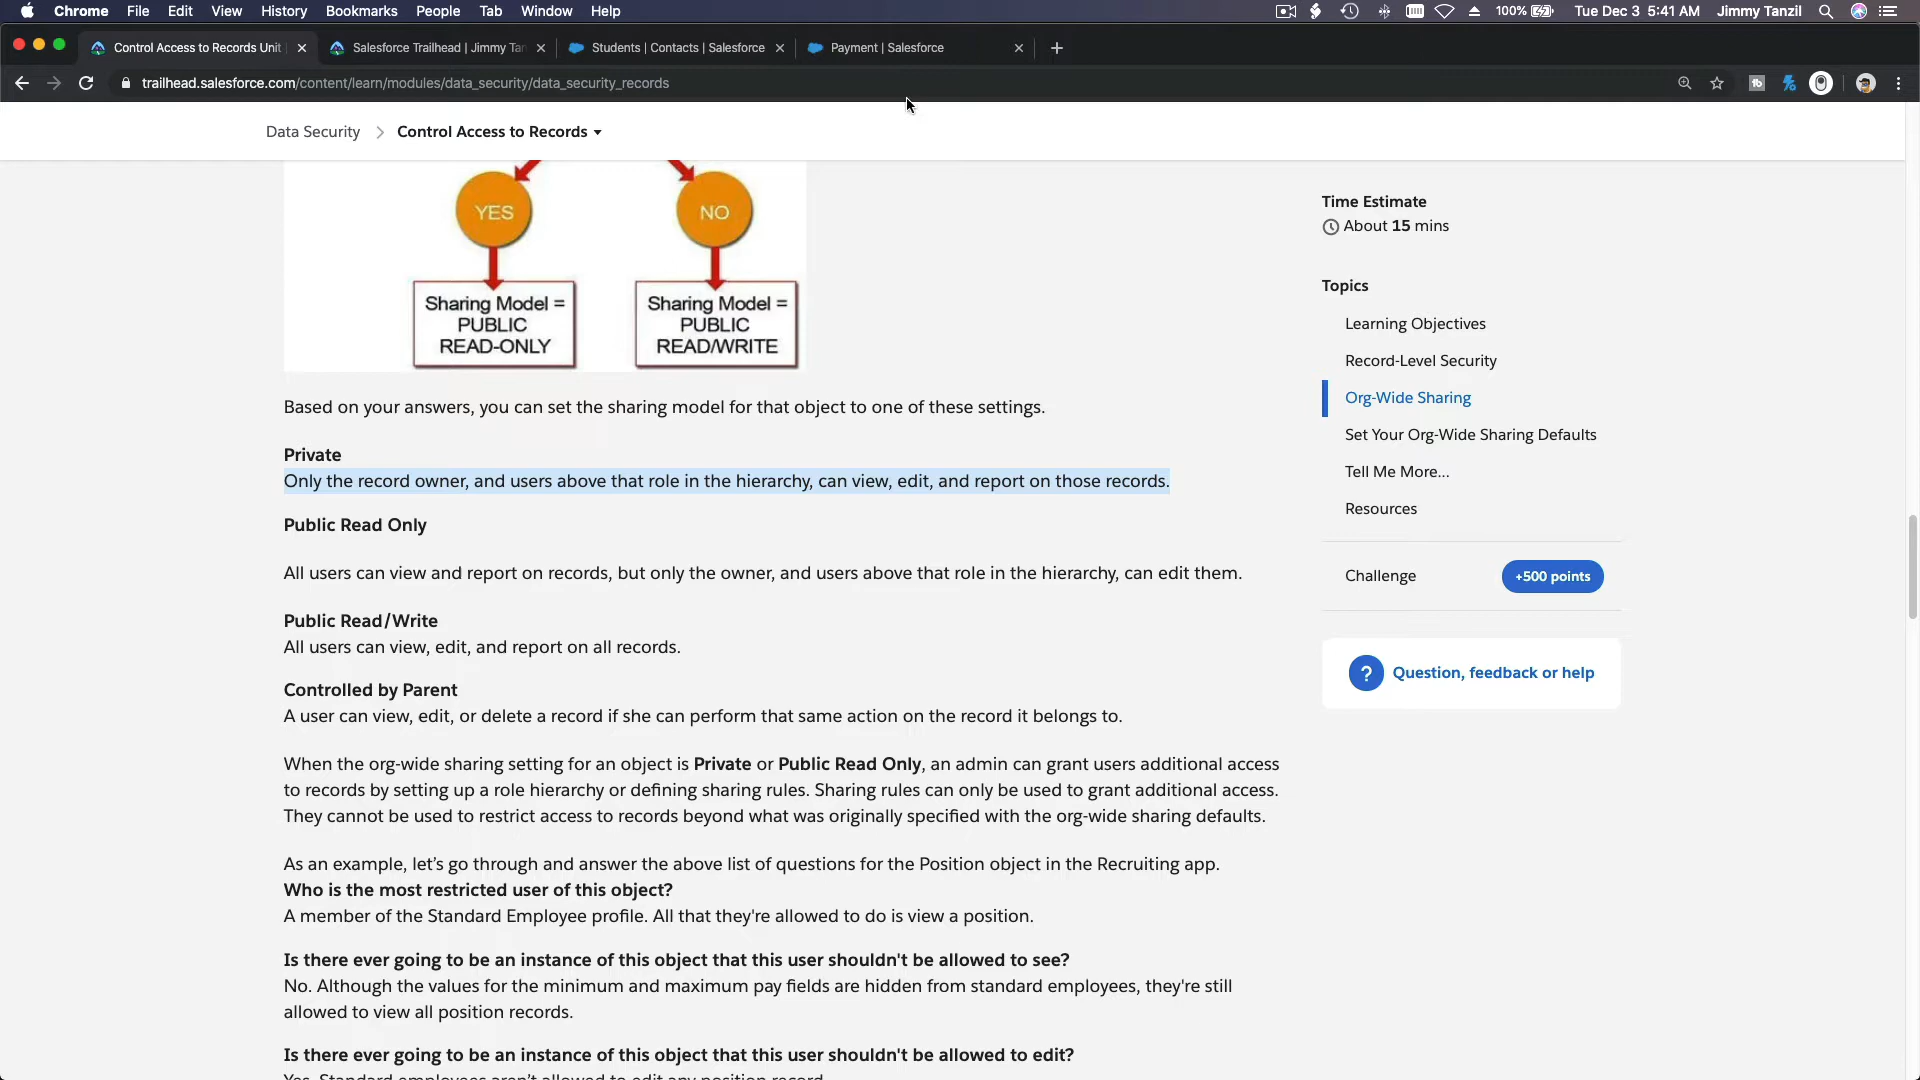 Chrome File Edit View History Bookmarks People Tab Window Help 100% Tue Dec 3 5:41 AM Jimmy Tanzil
Control Access to Records Unit Salesforce Trailhead | Jimmy Tan Students | Contacts | Salesforce Payment | Salesforce
trailhead.salesforce.com/content/learn/modules/data_security/data_security_records
Data Security Control Access to Records
YES NO
Sharing Model =
PUBLIC
READ-ONLY
Sharing Model =
PUBLIC
READ/WRITE
Based on your answers, you can set the sharing model for that object to one of these settings.
Private
Only the record owner, and users above that role in the hierarchy, can view, edit, and report on those records.
Public Read Only
All users can view and report on records, but only the owner, and users above that role in the hierarchy, can edit them.
Public Read/Write
All users can view, edit, and report on all records.
Controlled by Parent
A user can view, edit, or delete a record if she can perform that same action on the record it belongs to.
When the org-wide sharing setting for an object is Private or Public Read Only, an admin can grant users additional access
to records by setting up a role hierarchy or defining sharing rules. Sharing rules can only be used to grant additional access.
They cannot be used to restrict access to records beyond what was originally specified with the org-wide sharing defaults.
As an example, let's go through and answer the above list of questions for the Position object in the Recruiting app.
Who is the most restricted user of this object?
A member of the Standard Employee profile. All that they're allowed to do is view a position.
Is there ever going to be an instance of this object that this user shouldn't be allowed to see?
No. Although the values for the minimum and maximum pay fields are hidden from standard employees, they're still
allowed to view all position records.
Is there ever going to be an instance of this object that this user shouldn't be allowed to edit?
Yes. Standard employees aren't allowed to edit any position record.
Time Estimate
About 15 mins
Topics
Learning Objectives
Record-Level Security
Org-Wide Sharing
Set Your Org-Wide Sharing Defaults
Tell Me More...
Resources
Challenge +500 points
? Question, feedback or help